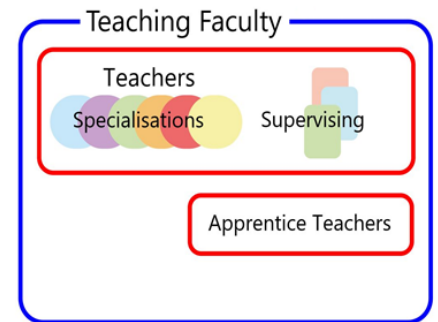 Teaching Faculty
Teachers
Specialisations
Supervising
Apprentice Teachers